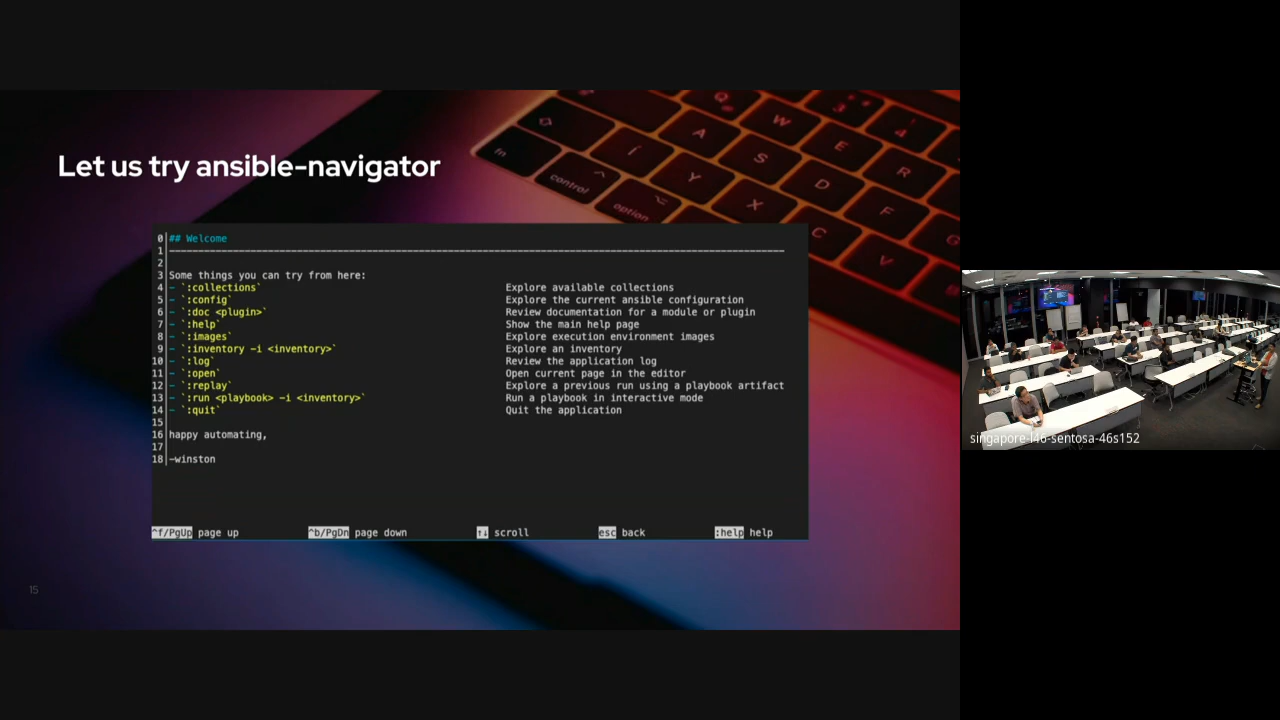 Let us try ansible-navigator
0 ## Welcome
1
2
3 Some things you can try from here:
4 - `:collections` Explore available collections
5 - `:config` Explore the current ansible configuration
6 - `:doc <plugin>` Review documentation for a module or plugin
7 - `:help` Show the main help page
8 - `:images` Explore execution environment images
9 - `:inventory -i <inventory>` Explore an inventory
10 - `:log` Review the application log
11 - `:open` Open current page in the editor
12 - `:replay` Explore a previous run using a playbook artifact
13 - `:run <playbook> -i <inventory>` Run a playbook in interactive mode
14 - `:quit` Quit the application
15
16 happy automating,
17
18 -winston
^f/PgUp page up ^b/PgDn page down ↑↓ scroll esc back :help help
15
Q W 3 4
A S E R
fn í Y X D F G
control option C V
singapore-l46-sentosa-46s152